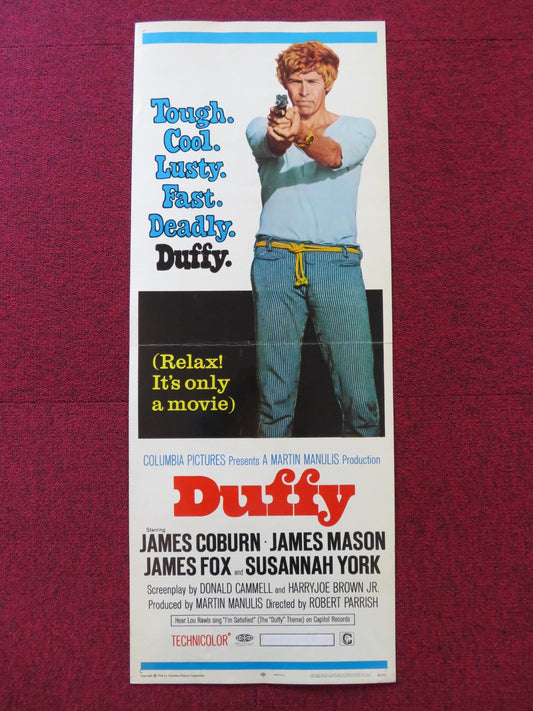 Tough.
Cool.
Lusty.
Fast.
Deadly.
Duffy.
(Relax!
It's only
a movie)
COLUMBIA PICTURES Presents A MARTIN MANULIS Production
Duffy
Starring
JAMES COBURN · JAMES MASON
JAMES FOX and SUSANNAH YORK
Screenplay by DONALD CAMMELL and HARRYJOE BROWN JR.
Produced by MARTIN MANULIS Directed by ROBERT PARRISH
Hear Lou Rawls sing "I'm Satisfied" (The "Duffy" Theme) on Capitol Records
TECHNICOLOR®